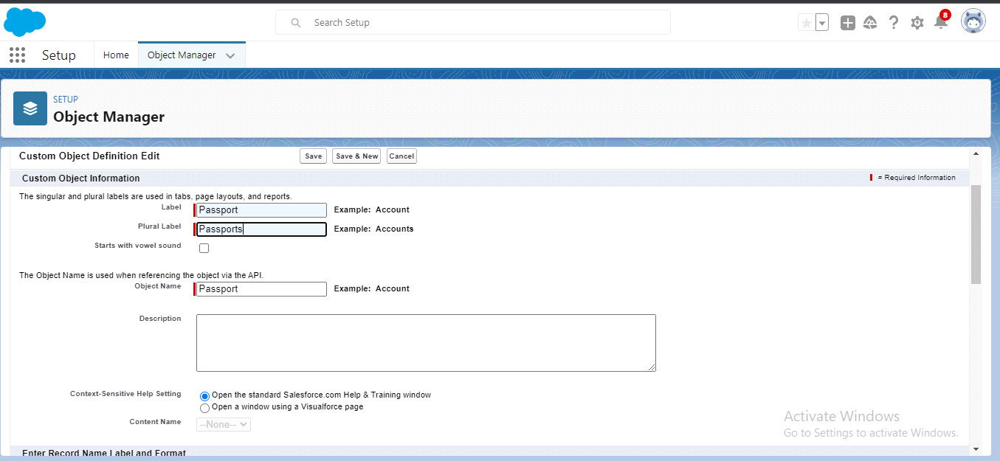 Search Setup
8
Setup
Home
Object Manager
SETUP
Object Manager
Custom Object Definition Edit
Save
Save & New
Cancel
Custom Object Information
= Required Information
The singular and plural labels are used in tabs, page layouts, and reports.
Label
Passport
Example: Account
Plural Label
Passports
Example: Accounts
Starts with vowel sound
The Object Name is used when referencing the object via the API.
Object Name
Passport
Example: Account
Description
Context-Sensitive Help Setting
Open the standard Salesforce.com Help & Training window
Open a window using a Visualforce page
Content Name
--None--
Activate Windows
Go to Settings to activate Windows.
Enter Record Name Label and Format